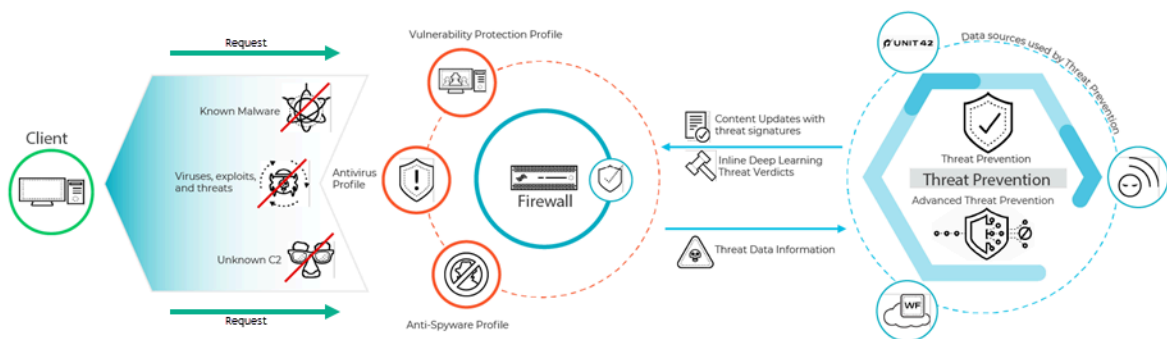 Request
Client
Known Malware
Viruses, exploits,
and threats
Unknown C2
Request
Vulnerability Protection Profile
Antivirus
Profile
Anti-Spyware Profile
Firewall
Content Updates with
threat signatures
Inline Deep Learning
Threat Verdicts
Threat Data Information
UNIT 42
Data sources used by Threat Prevention
Threat Prevention
Threat Prevention
Advanced Threat Prevention
WF